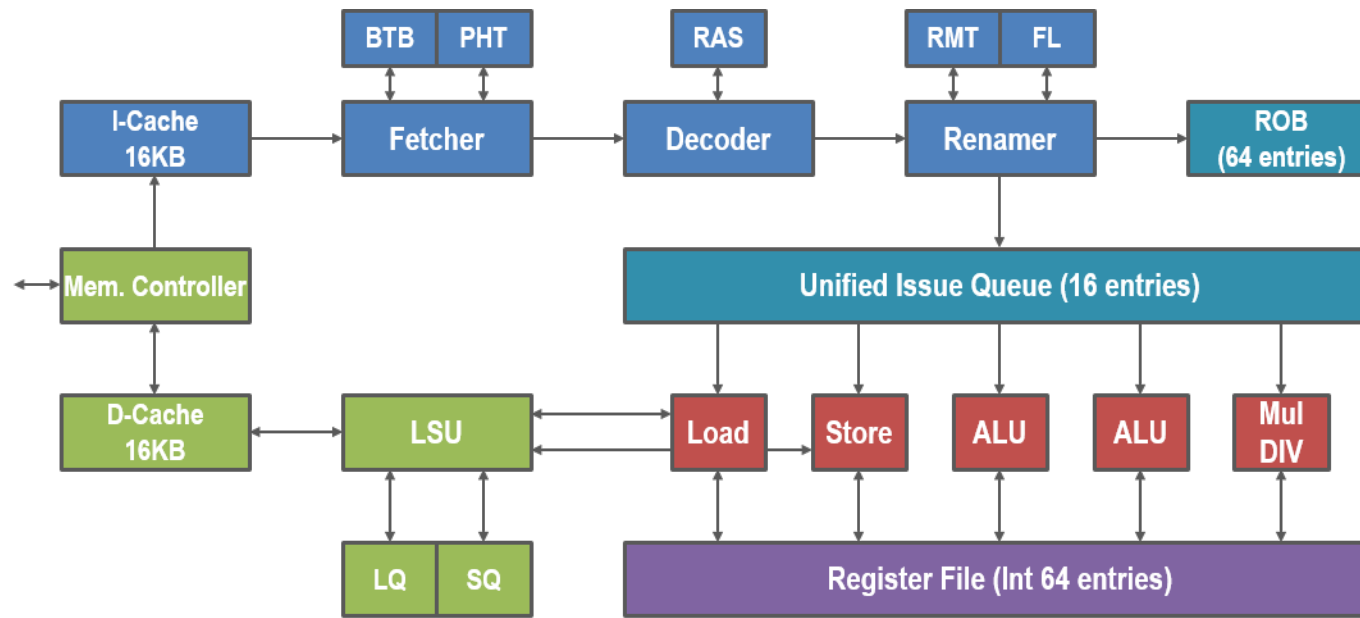 BTB
PHT
RAS
RMT
FL
I-Cache
16KB
Fetcher
Decoder
Renamer
ROB
(64 entries)
Mem. Controller
Unified Issue Queue (16 entries)
D-Cache
16KB
LSU
Load
Store
ALU
ALU
Mul
DIV
LQ
SQ
Register File (Int 64 entries)